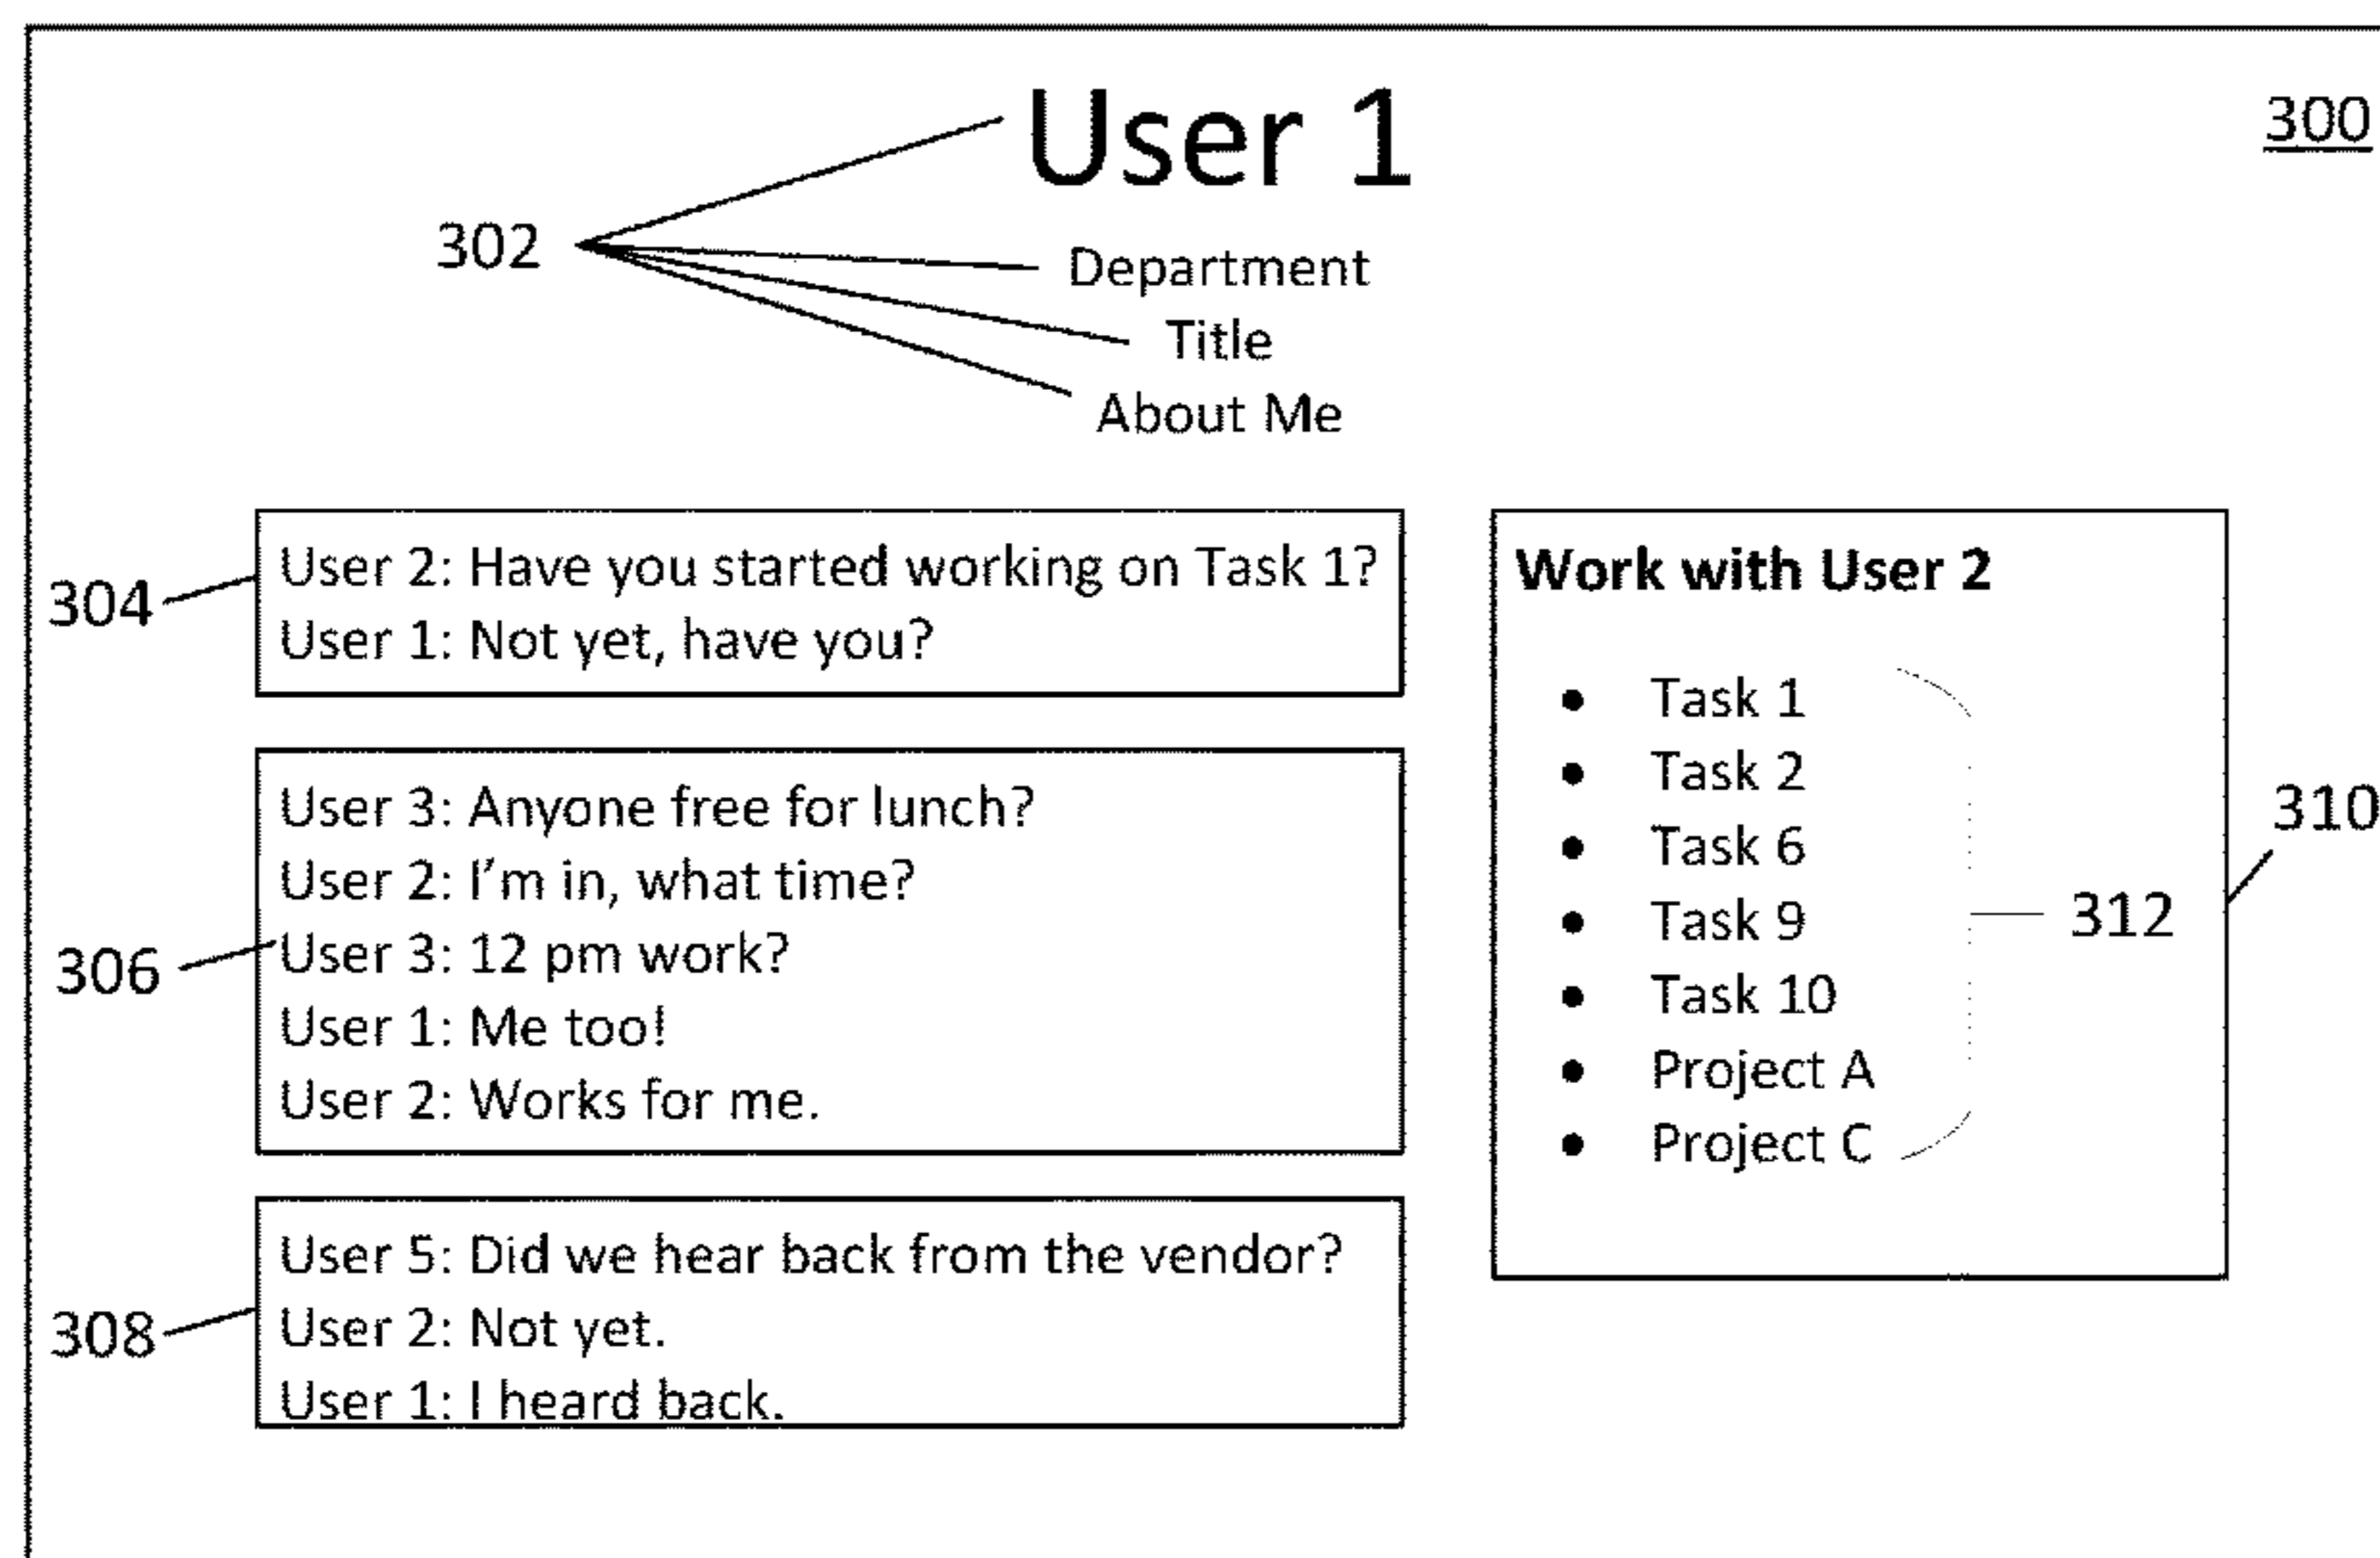 User 1
300
302
Department
Title
About Me
304
User 2: Have you started working on Task 1?
User 1: Not yet, have you?
306
User 3: Anyone free for lunch?
User 2: I'm in, what time?
User 3: 12 pm work?
User 1: Me too!
User 2: Works for me.
308
User 5: Did we hear back from the vendor?
User 2: Not yet.
User 1: I heard back.
Work with User 2
• Task 1
• Task 2
• Task 6
• Task 9
• Task 10
• Project A
• Project C
312
310